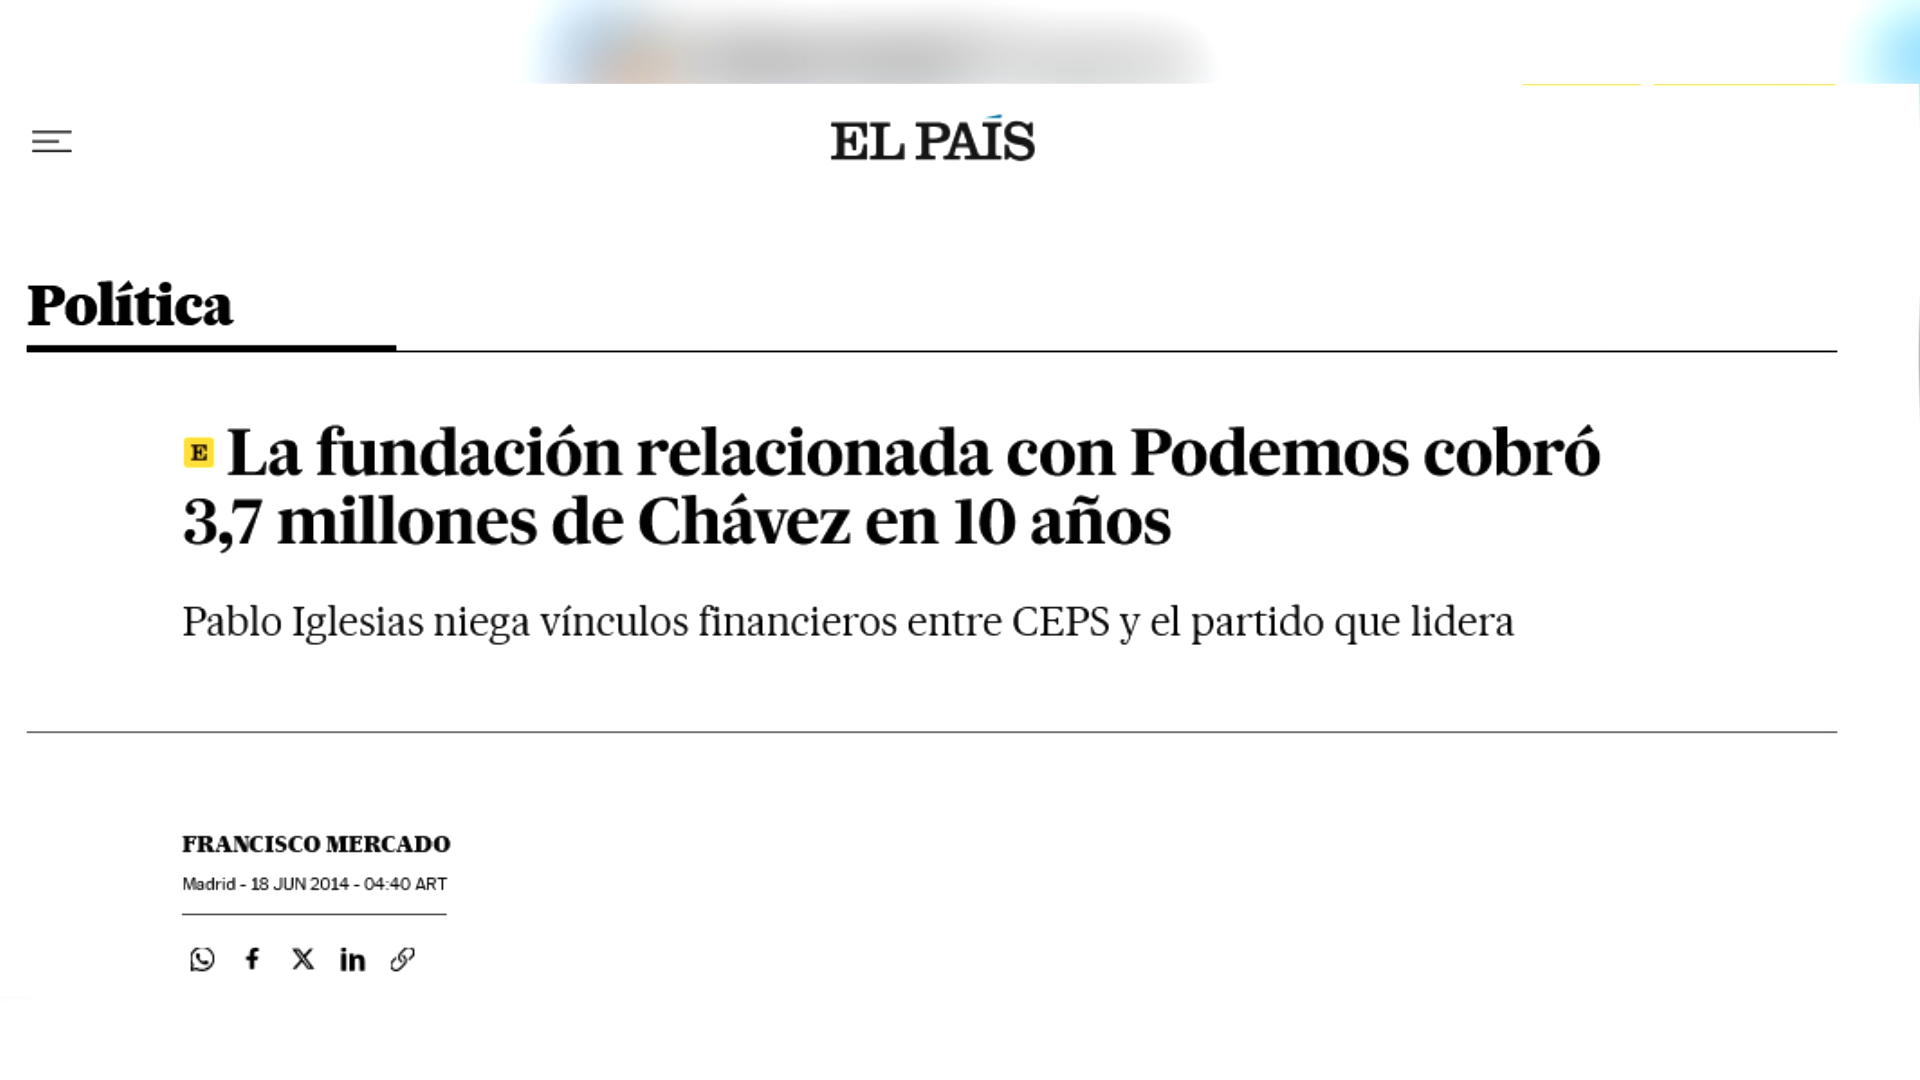 EL PAÍS
Política
E La fundación relacionada con Podemos cobró
3,7 millones de Chávez en 10 años
Pablo Iglesias niega vínculos financieros entre CEPS y el partido que lidera
FRANCISCO MERCADO
Madrid - 18 JUN 2014 - 04:40 ART